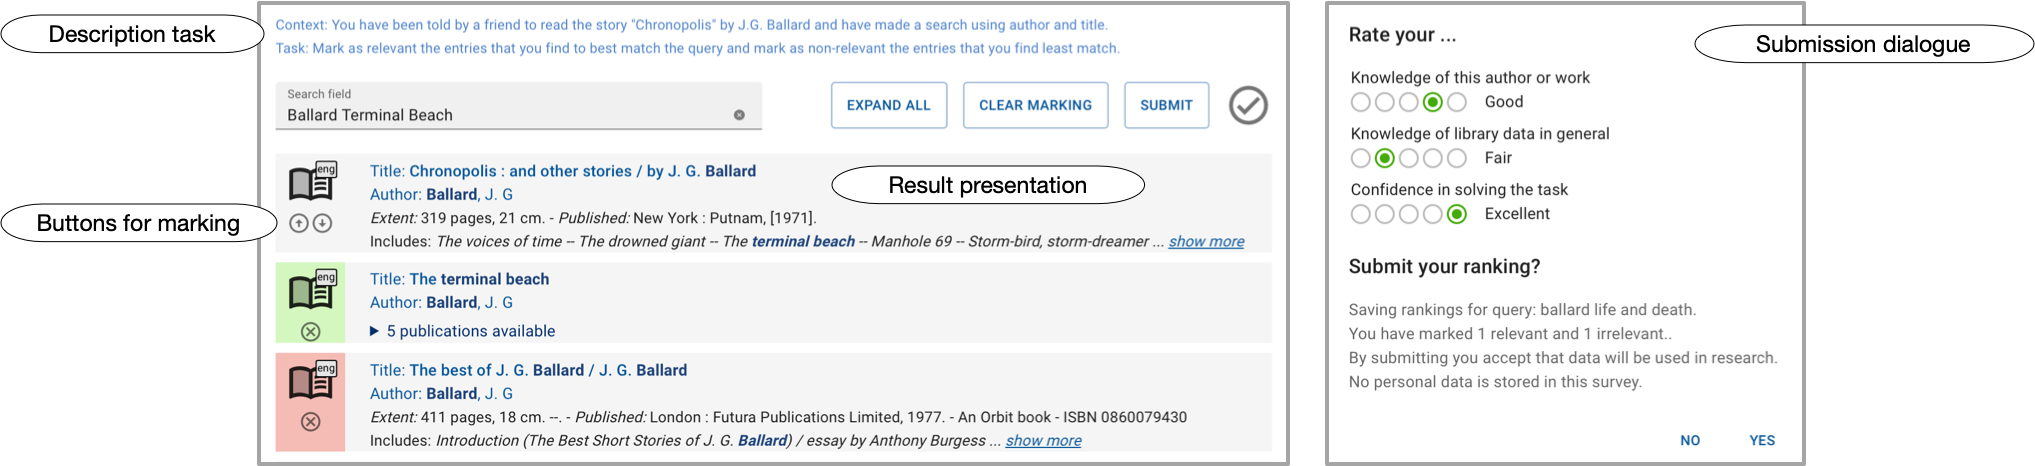 Description task
Context: You have been told by a friend to read the story "Chronopolis" by J.G. Ballard and have made a search using author and title.
Task: Mark as relevant the entries that you find to best match the query and mark as non-relevant the entries that you find least match.
Search field
Ballard Terminal Beach
EXPAND ALL
CLEAR MARKING
SUBMIT
eng
Title: Chronopolis : and other stories / by J. G. Ballard
Result presentation
Author: Ballard, J. G
Buttons for marking
Extent: 319 pages, 21 cm. - Published: New York : Putnam, [1971].
Includes: The voices of time -- The drowned giant -- The terminal beach -- Manhole 69 -- Storm-bird, storm-dreamer ... show more
eng
Title: The terminal beach
Author: Ballard, J. G
5 publications available
eng
Title: The best of J. G. Ballard / J. G. Ballard
Author: Ballard, J. G
Extent: 411 pages, 18 cm. --. - Published: London : Futura Publications Limited, 1977. - An Orbit book - ISBN 0860079430
Includes: Introduction (The Best Short Stories of J. G. Ballard) / essay by Anthony Burgess ... show more
Rate your ...
Submission dialogue
Knowledge of this author or work
Good
Knowledge of library data in general
Fair
Confidence in solving the task
Excellent
Submit your ranking?
Saving rankings for query: ballard life and death.
You have marked 1 relevant and 1 irrelevant..
By submitting you accept that data will be used in research.
No personal data is stored in this survey.
NO
YES